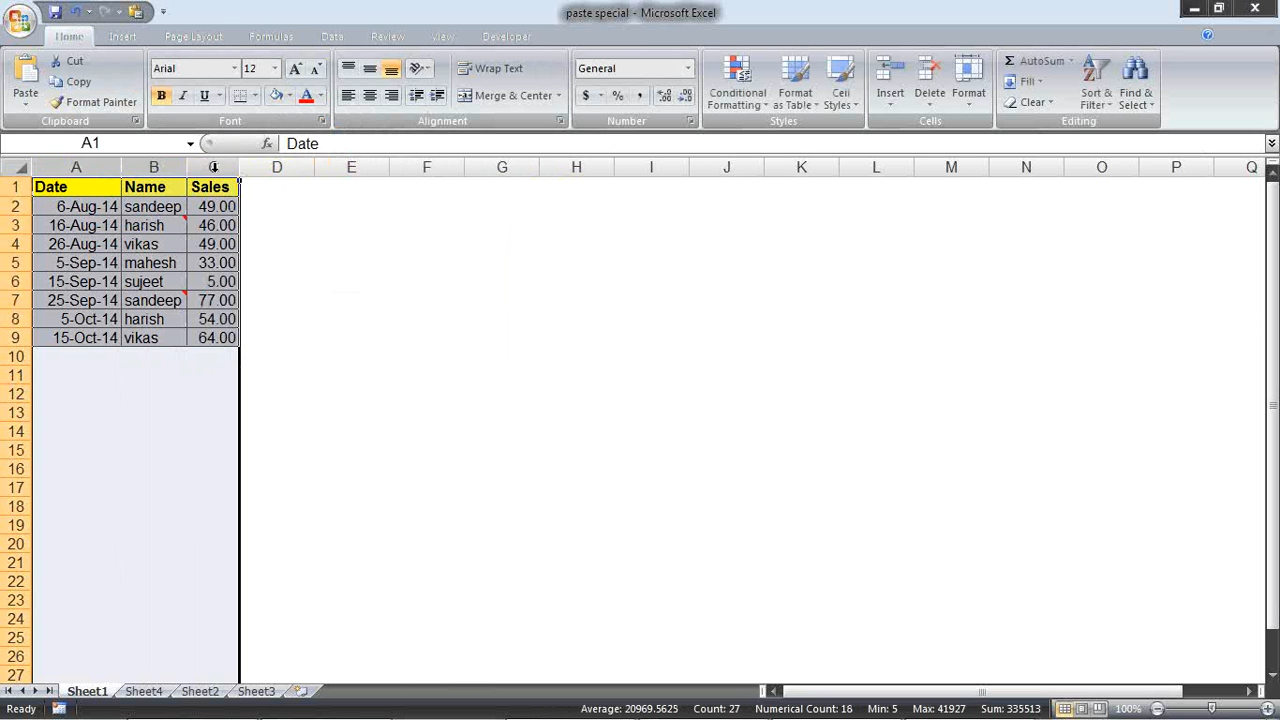 paste special - Microsoft Excel
Home Insert Page Layout Formulas Data Review View Developer
Paste Cut Copy Format Painter Clipboard
Arial 12 A A B I U A Font
Wrap Text Merge & Center Alignment
General $ % , Number
Conditional Formatting Format as Table Cell Styles Styles
Insert Delete Format Cells
Σ AutoSum Fill Clear Sort & Filter Find & Select Editing
A1 fx Date
A B D E F G H I J K L M N O P Q
1 Date Name Sales
2 6-Aug-14 sandeep 49.00
3 16-Aug-14 harish 46.00
4 26-Aug-14 vikas 49.00
5 5-Sep-14 mahesh 33.00
6 15-Sep-14 sujeet 5.00
7 25-Sep-14 sandeep 77.00
8 5-Oct-14 harish 54.00
9 15-Oct-14 vikas 64.00
10
11
12
13
14
15
16
17
18
19
20
21
22
23
24
25
26
27
Sheet1 Sheet4 Sheet2 Sheet3
Ready Average: 20969.5625 Count: 27 Numerical Count: 16 Min: 5 Max: 41927 Sum: 335513 100%